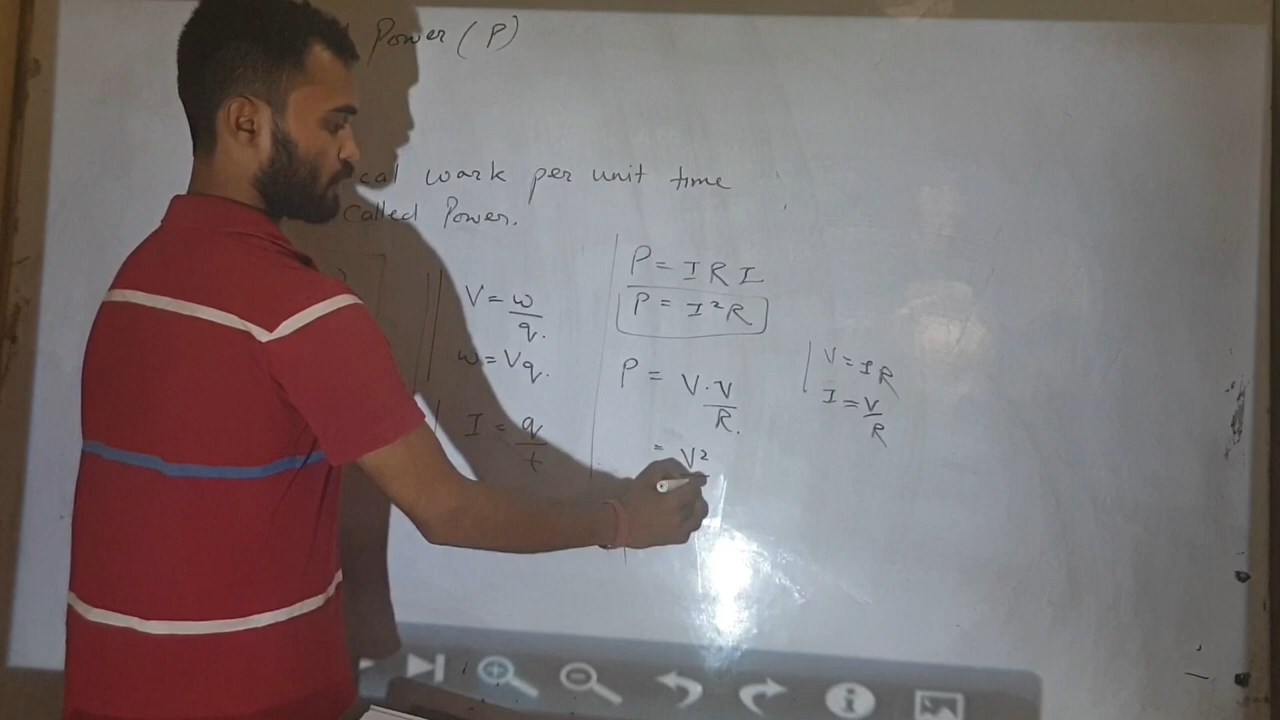 Power (P)
cal work per unit time
called Power.
V = w/q.
w = Vq.
I = q/t
P = I R I
P = I²R
P = V.V/R.
= V²
V = IR
I = V/R